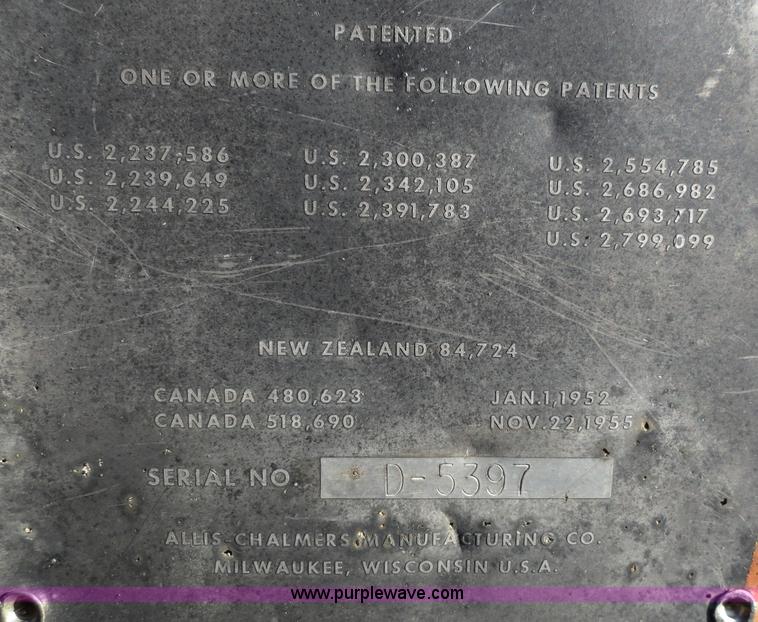 PATENTED
ONE OR MORE OF THE FOLLOWING PATENTS
U.S. 2,237,586 U.S. 2,300,387 U.S. 2,554,785
U.S. 2,239,649 U.S. 2,342,105 U.S. 2,686,982
U.S. 2,244,225 U.S. 2,391,783 U.S. 2,693,717
U.S. 2,799,099
NEW ZEALAND 84,724
CANADA 480,623 JAN.1,1952
CANADA 518,690 NOV.22,1955
SERIAL NO. D-5397
ALLIS-CHALMERS MANUFACTURING CO.
MILWAUKEE, WISCONSIN U.S.A.
www.purplewave.com